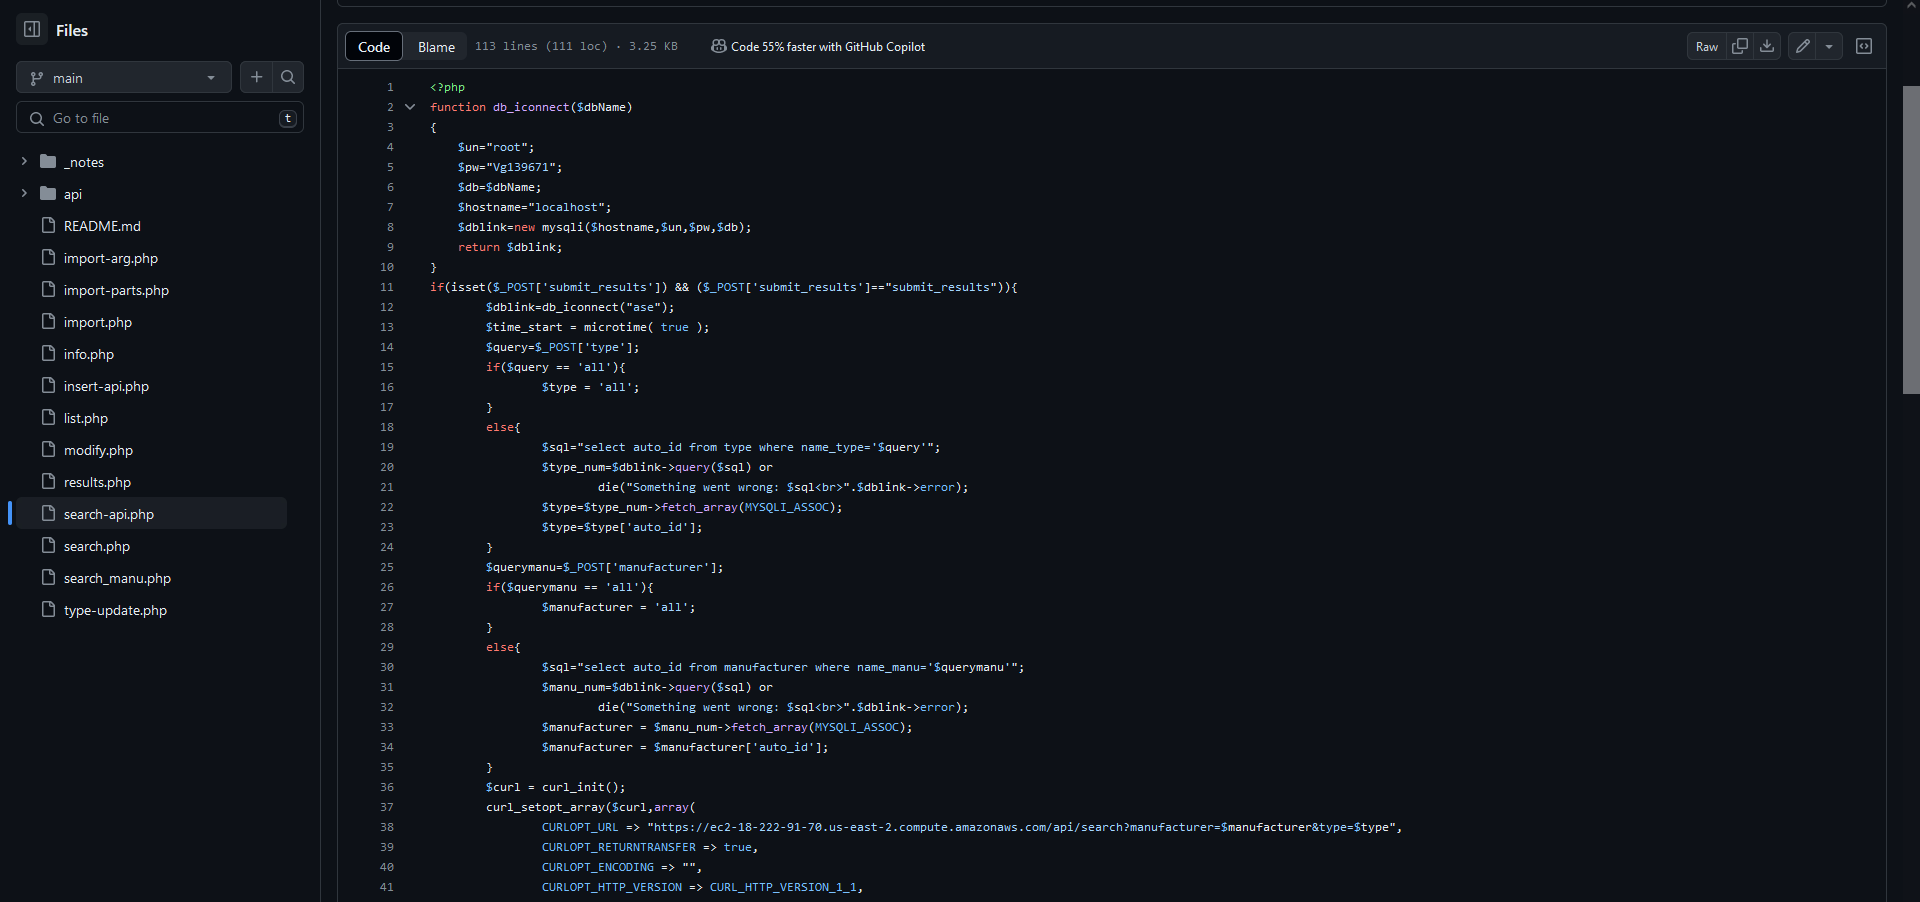 Files
main
Go to file
t
_notes
api
README.md
import-arg.php
import-parts.php
import.php
info.php
insert-api.php
list.php
modify.php
results.php
search-api.php
search.php
search_manu.php
type-update.php
Code Blame 113 lines (111 loc) · 3.25 KB Code 55% faster with GitHub Copilot Raw
1 <?php
2 function db_iconnect($dbName)
3 {
4 $un="root";
5 $pw="Vg139671";
6 $db=$dbName;
7 $hostname="localhost";
8 $dblink=new mysqli($hostname,$un,$pw,$db);
9 return $dblink;
10 }
11 if(isset($_POST['submit_results']) && ($_POST['submit_results']=="submit_results")){
12 $dblink=db_iconnect("ase");
13 $time_start = microtime( true );
14 $query=$_POST['type'];
15 if($query == 'all'){
16 $type = 'all';
17 }
18 else{
19 $sql="select auto_id from type where name_type='$query'";
20 $type_num=$dblink->query($sql) or
21 die("Something went wrong: $sql<br>".$dblink->error);
22 $type=$type_num->fetch_array(MYSQLI_ASSOC);
23 $type=$type['auto_id'];
24 }
25 $querymanu=$_POST['manufacturer'];
26 if($querymanu == 'all'){
27 $manufacturer = 'all';
28 }
29 else{
30 $sql="select auto_id from manufacturer where name_manu='$querymanu'";
31 $manu_num=$dblink->query($sql) or
32 die("Something went wrong: $sql<br>".$dblink->error);
33 $manufacturer = $manu_num->fetch_array(MYSQLI_ASSOC);
34 $manufacturer = $manufacturer['auto_id'];
35 }
36 $curl = curl_init();
37 curl_setopt_array($curl,array(
38 CURLOPT_URL => "https://ec2-18-222-91-70.us-east-2.compute.amazonaws.com/api/search?manufacturer=$manufacturer&type=$type",
39 CURLOPT_RETURNTRANSFER => true,
40 CURLOPT_ENCODING => "",
41 CURLOPT_HTTP_VERSION => CURL_HTTP_VERSION_1_1,